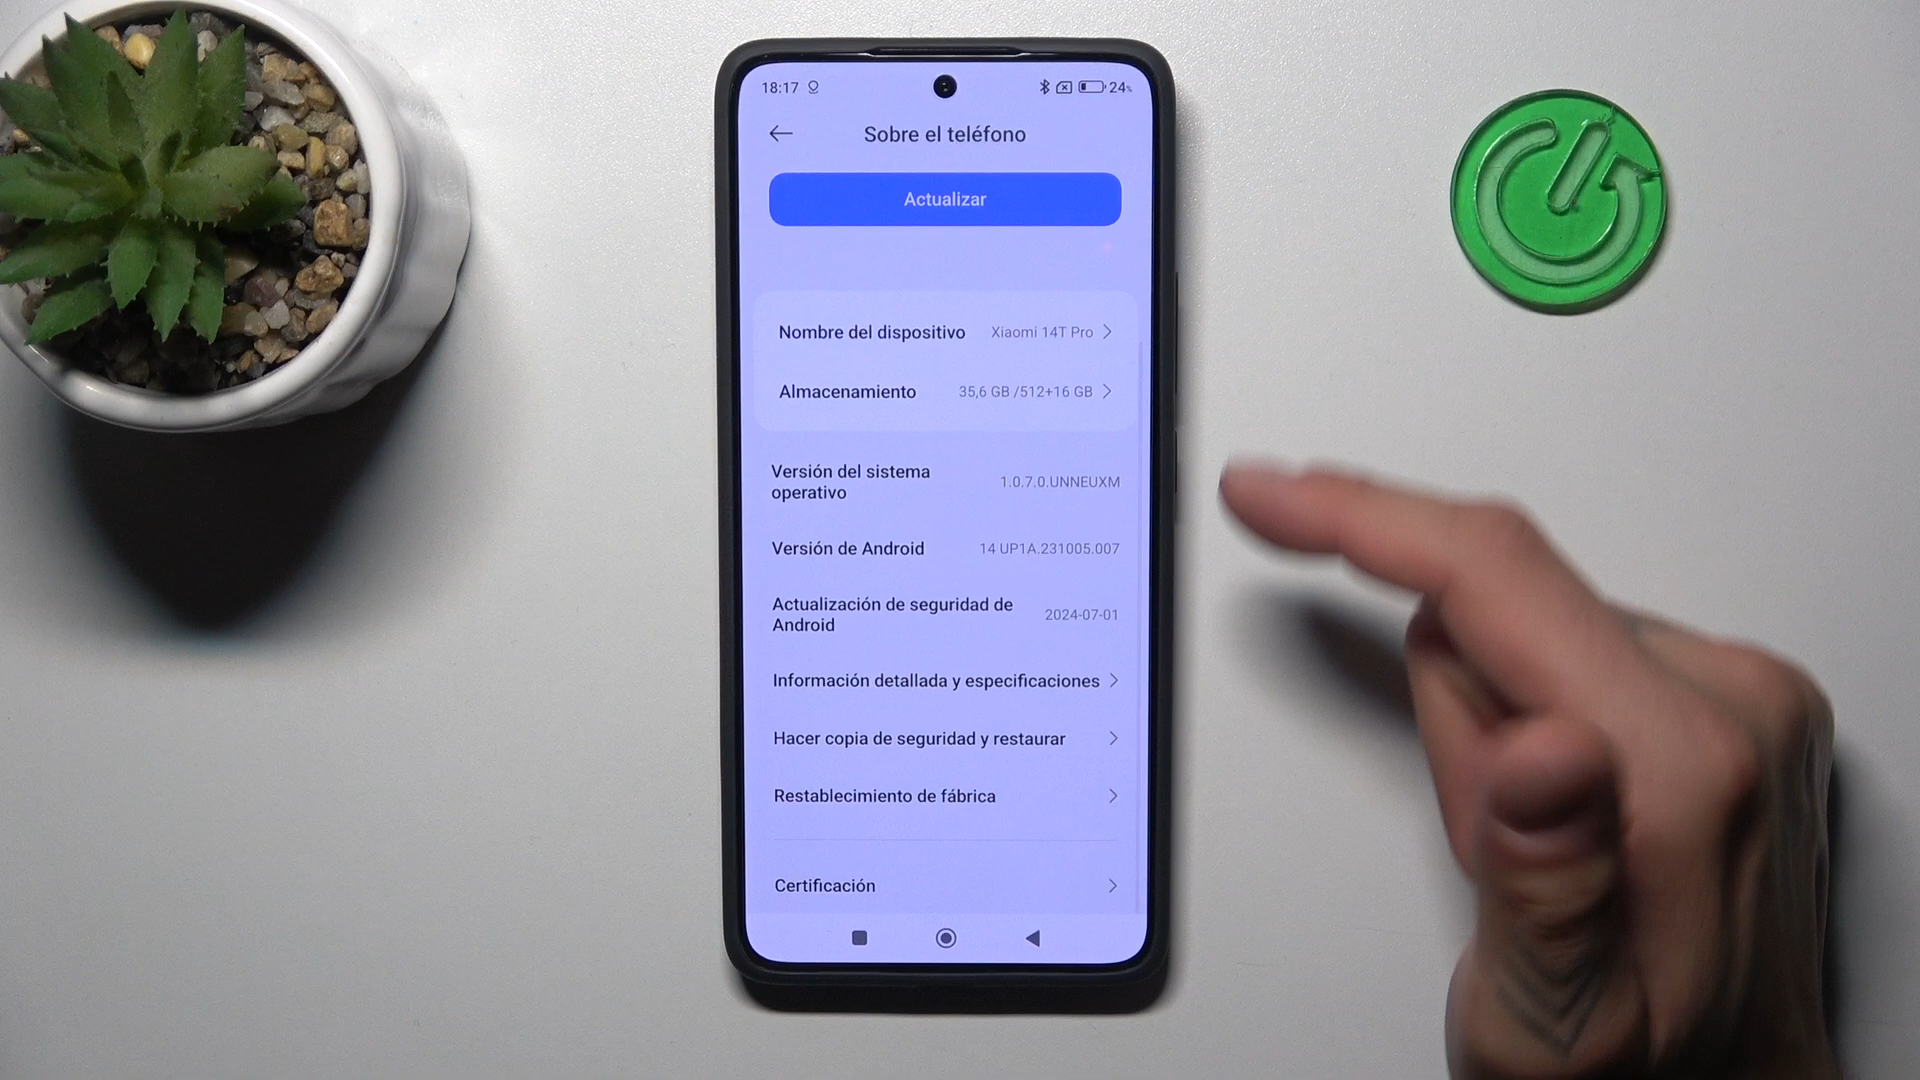 18:17 24%
Sobre el teléfono
Actualizar
Nombre del dispositivo Xiaomi 14T Pro
Almacenamiento 35,6 GB /512+16 GB
Versión del sistema
operativo 1.0.7.0.UNNEUXM
Versión de Android 14 UP1A.231005.007
Actualización de seguridad de
Android 2024-07-01
Información detallada y especificaciones
Hacer copia de seguridad y restaurar
Restablecimiento de fábrica
Certificación